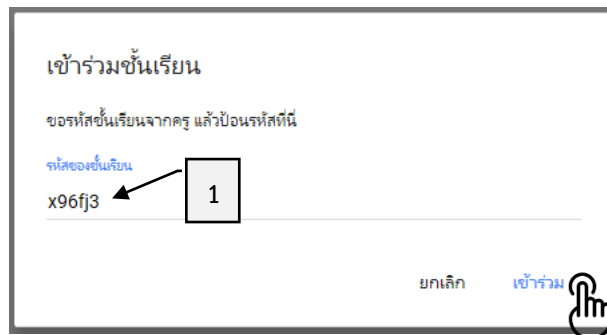 เข้าร่วมชั้นเรียน
ขอรหัสชั้นเรียนจากครู แล้วป้อนรหัสที่นี่
รหัสของชั้นเรียน
x96fj3
1
ยกเลิก เข้าร่วม